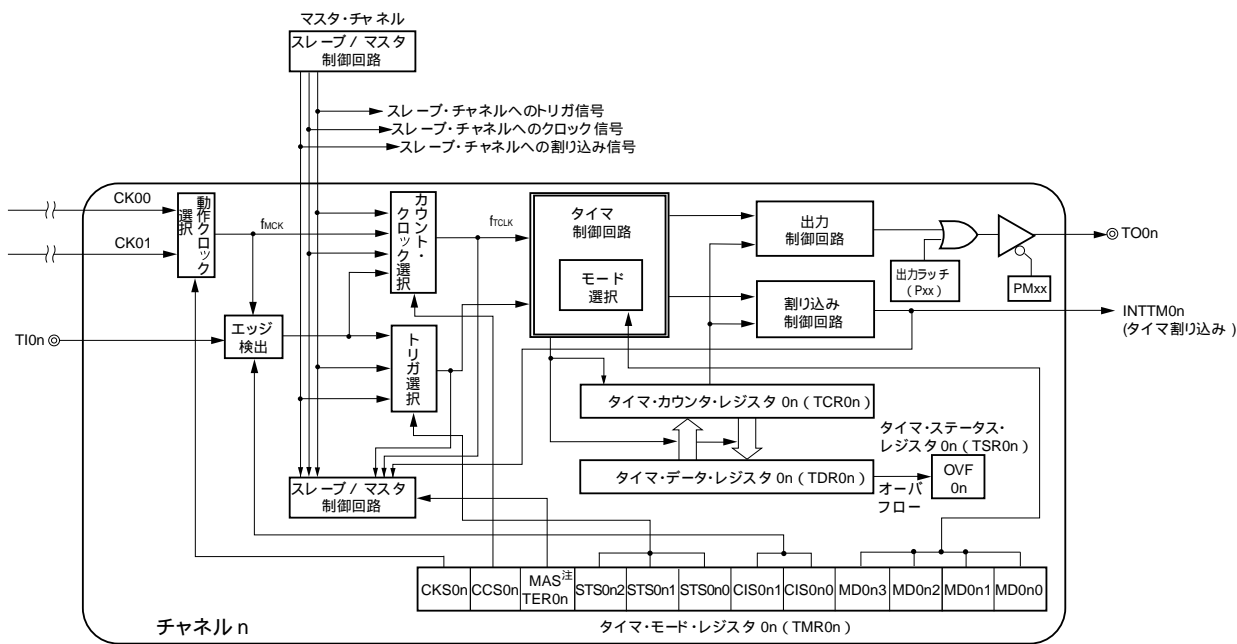 マスタ・チャネル
スレーブ / マスタ
制御回路
スレーブ・チャネルへのトリガ信号
スレーブ・チャネルへのクロック信号
スレーブ・チャネルへの割り込み信号
CK00
CK01
動作クロック
選択
fMCK
カウント・
クロック選択
fTCLK
タイマ
制御回路
モード
選択
出力
制御回路
出力ラッチ
(Pxx)
PMxx
TO0n
割り込み
制御回路
INTTM0n
(タイマ割り込み)
TI0n
エッジ
検出
トリガ選択
タイマ・カウンタ・レジスタ 0n (TCR0n)
タイマ・データ・レジスタ 0n (TDR0n)
タイマ・ステータス・
レジスタ 0n (TSR0n)
オーバ
フロー
OVF
0n
スレーブ / マスタ
制御回路
CKS0n CCS0n MAS注 TER0n STS0n2 STS0n1 STS0n0 CIS0n1 CIS0n0 MD0n3 MD0n2 MD0n1 MD0n0
チャネル n
タイマ・モード・レジスタ 0n (TMR0n)